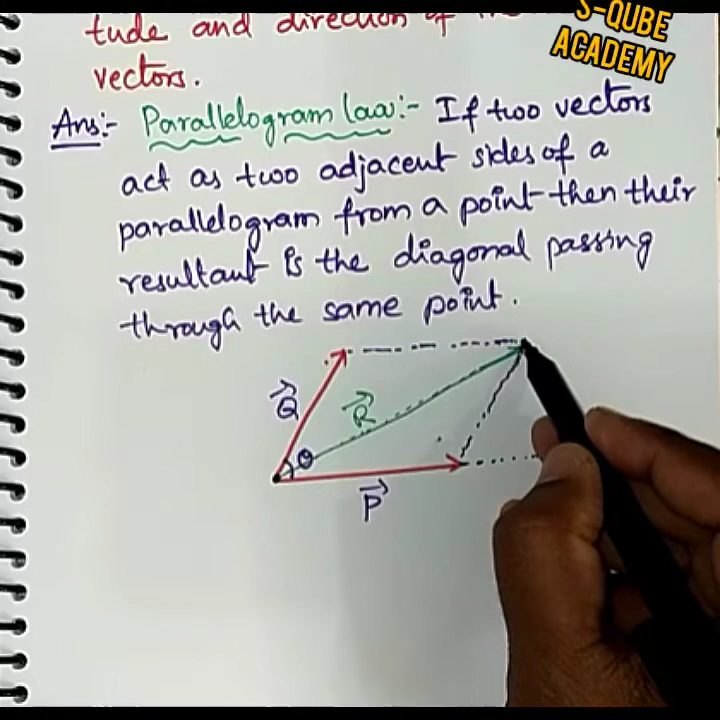 tude and direction of the
vectors.
S-QUBE
ACADEMY
Ans:- Parallelogram law:- If two vectors
act as two adjacent sides of a
parallelogram from a point then their
resultant is the diagonal passing
through the same point.
Q
R
θ
P